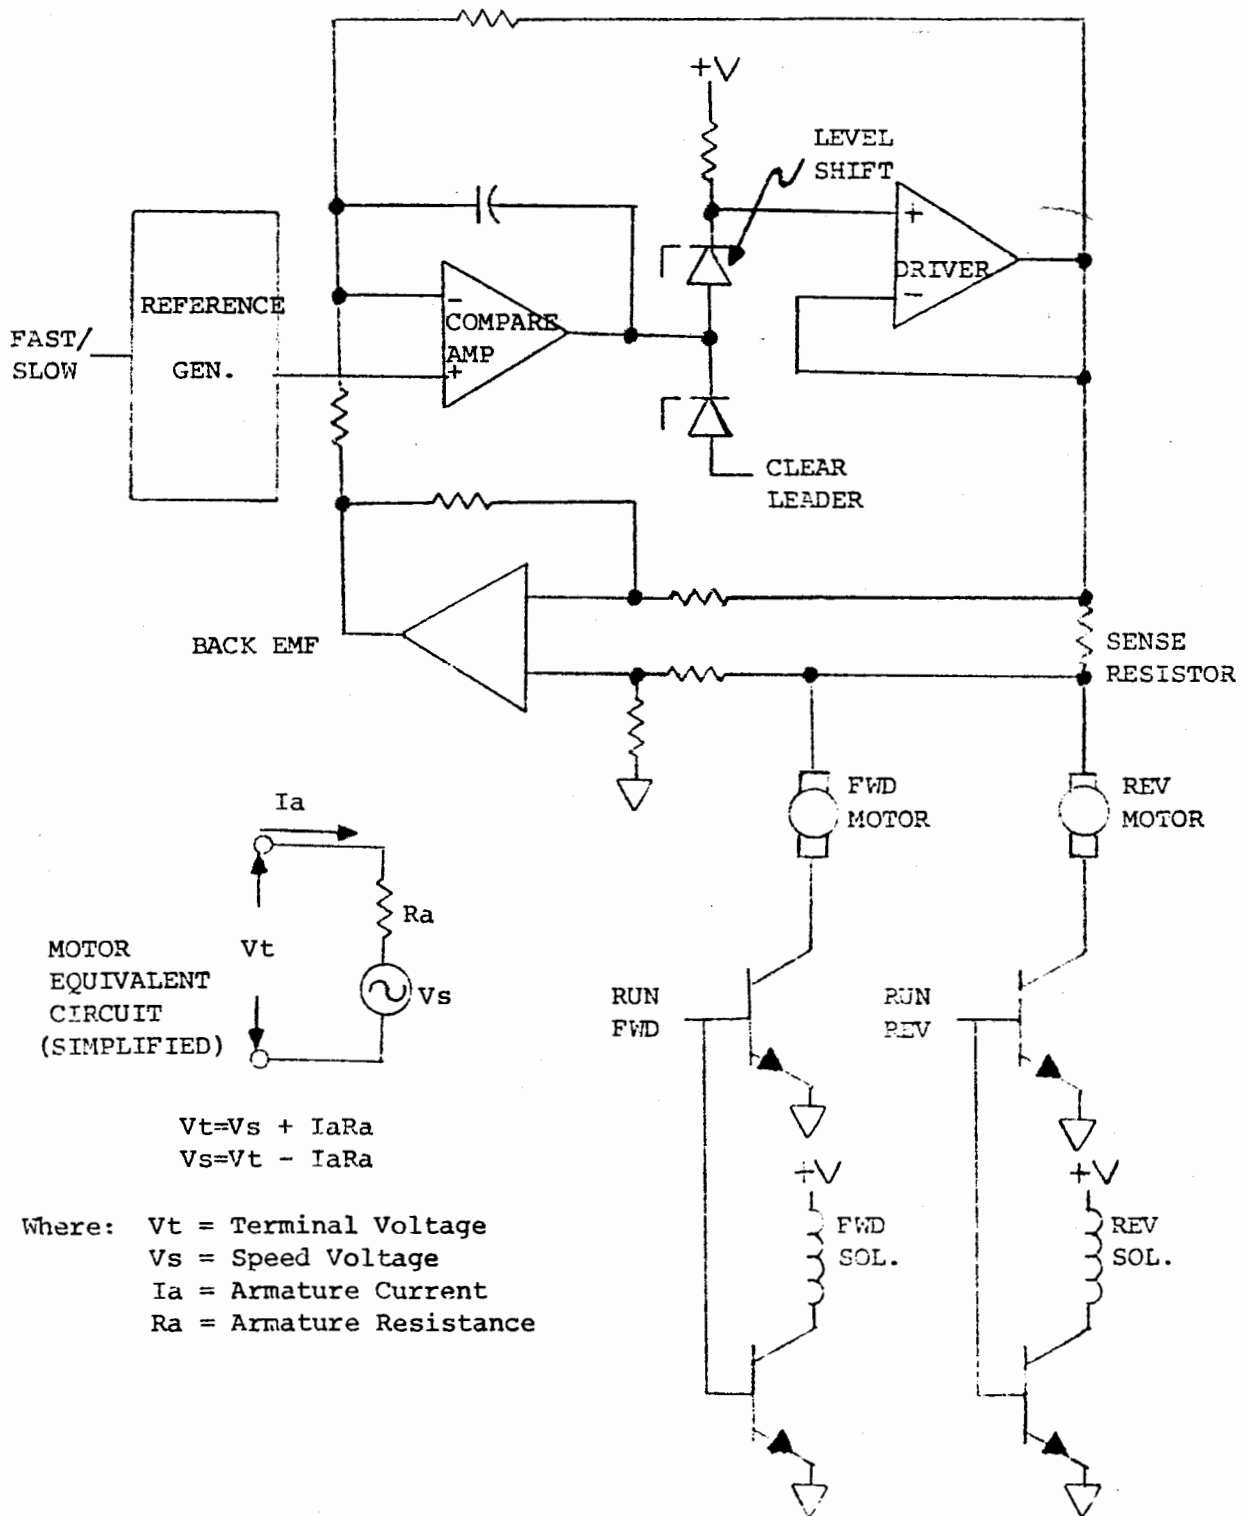 +V
LEVEL
SHIFT
+
DRIVER
-
REFERENCE
GEN.
FAST/
SLOW
-
COMPARE
AMP
+
CLEAR
LEADER
BACK EMF
SENSE
RESISTOR
FWD
MOTOR
REV
MOTOR
Ia
Ra
Vt
Vs
MOTOR
EQUIVALENT
CIRCUIT
(SIMPLIFIED)
RUN
FWD
RUN
REV
Vt=Vs + IaRa
Vs=Vt - IaRa
+V
+V
FWD
SOL.
REV
SOL.
Where: Vt = Terminal Voltage
Vs = Speed Voltage
Ia = Armature Current
Ra = Armature Resistance